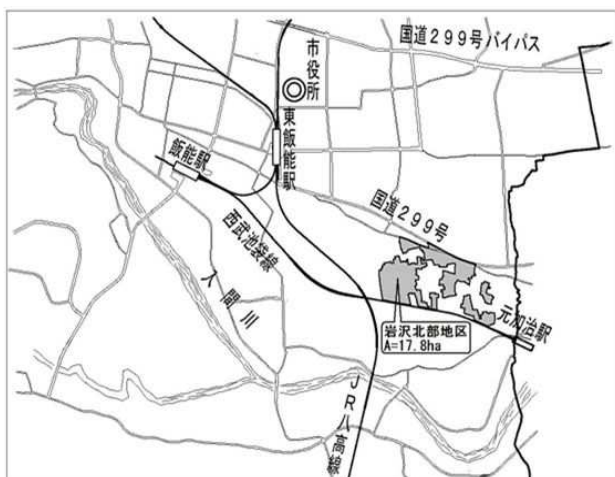 国道299号バイパス
市役所
東飯能駅
飯能駅
国道299号
西武池袋線
入間川
元加治駅
岩沢北部地区
A=17.8ha
JR八高線